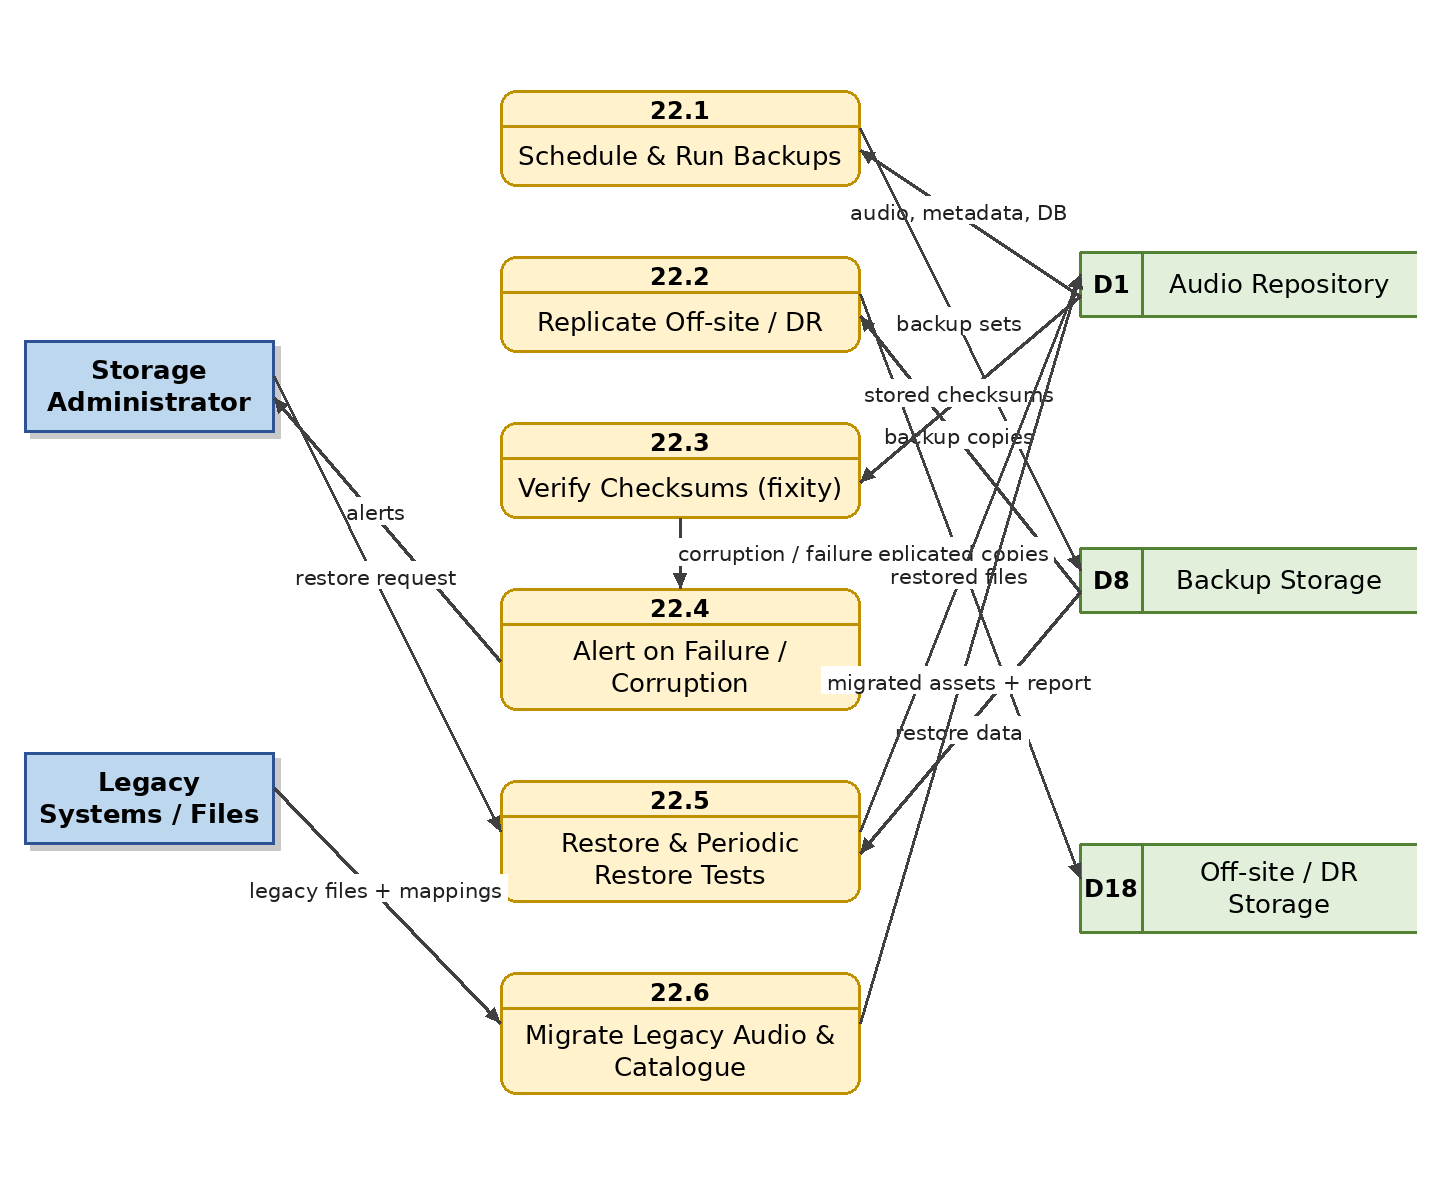 22.1
Schedule & Run Backups
audio, metadata, DB
22.2
Replicate Off-site / DR
D1
Audio Repository
backup sets
Storage
Administrator
stored checksums
22.3
Verify Checksums (fixity)
backup copies
alerts
corruption / failure
eplicated copies
restore request
restored files
D8
Backup Storage
22.4
Alert on Failure /
Corruption
migrated assets + report
restore data
Legacy
Systems / Files
22.5
Restore & Periodic
Restore Tests
legacy files + mappings
D18
Off-site / DR
Storage
22.6
Migrate Legacy Audio &
Catalogue